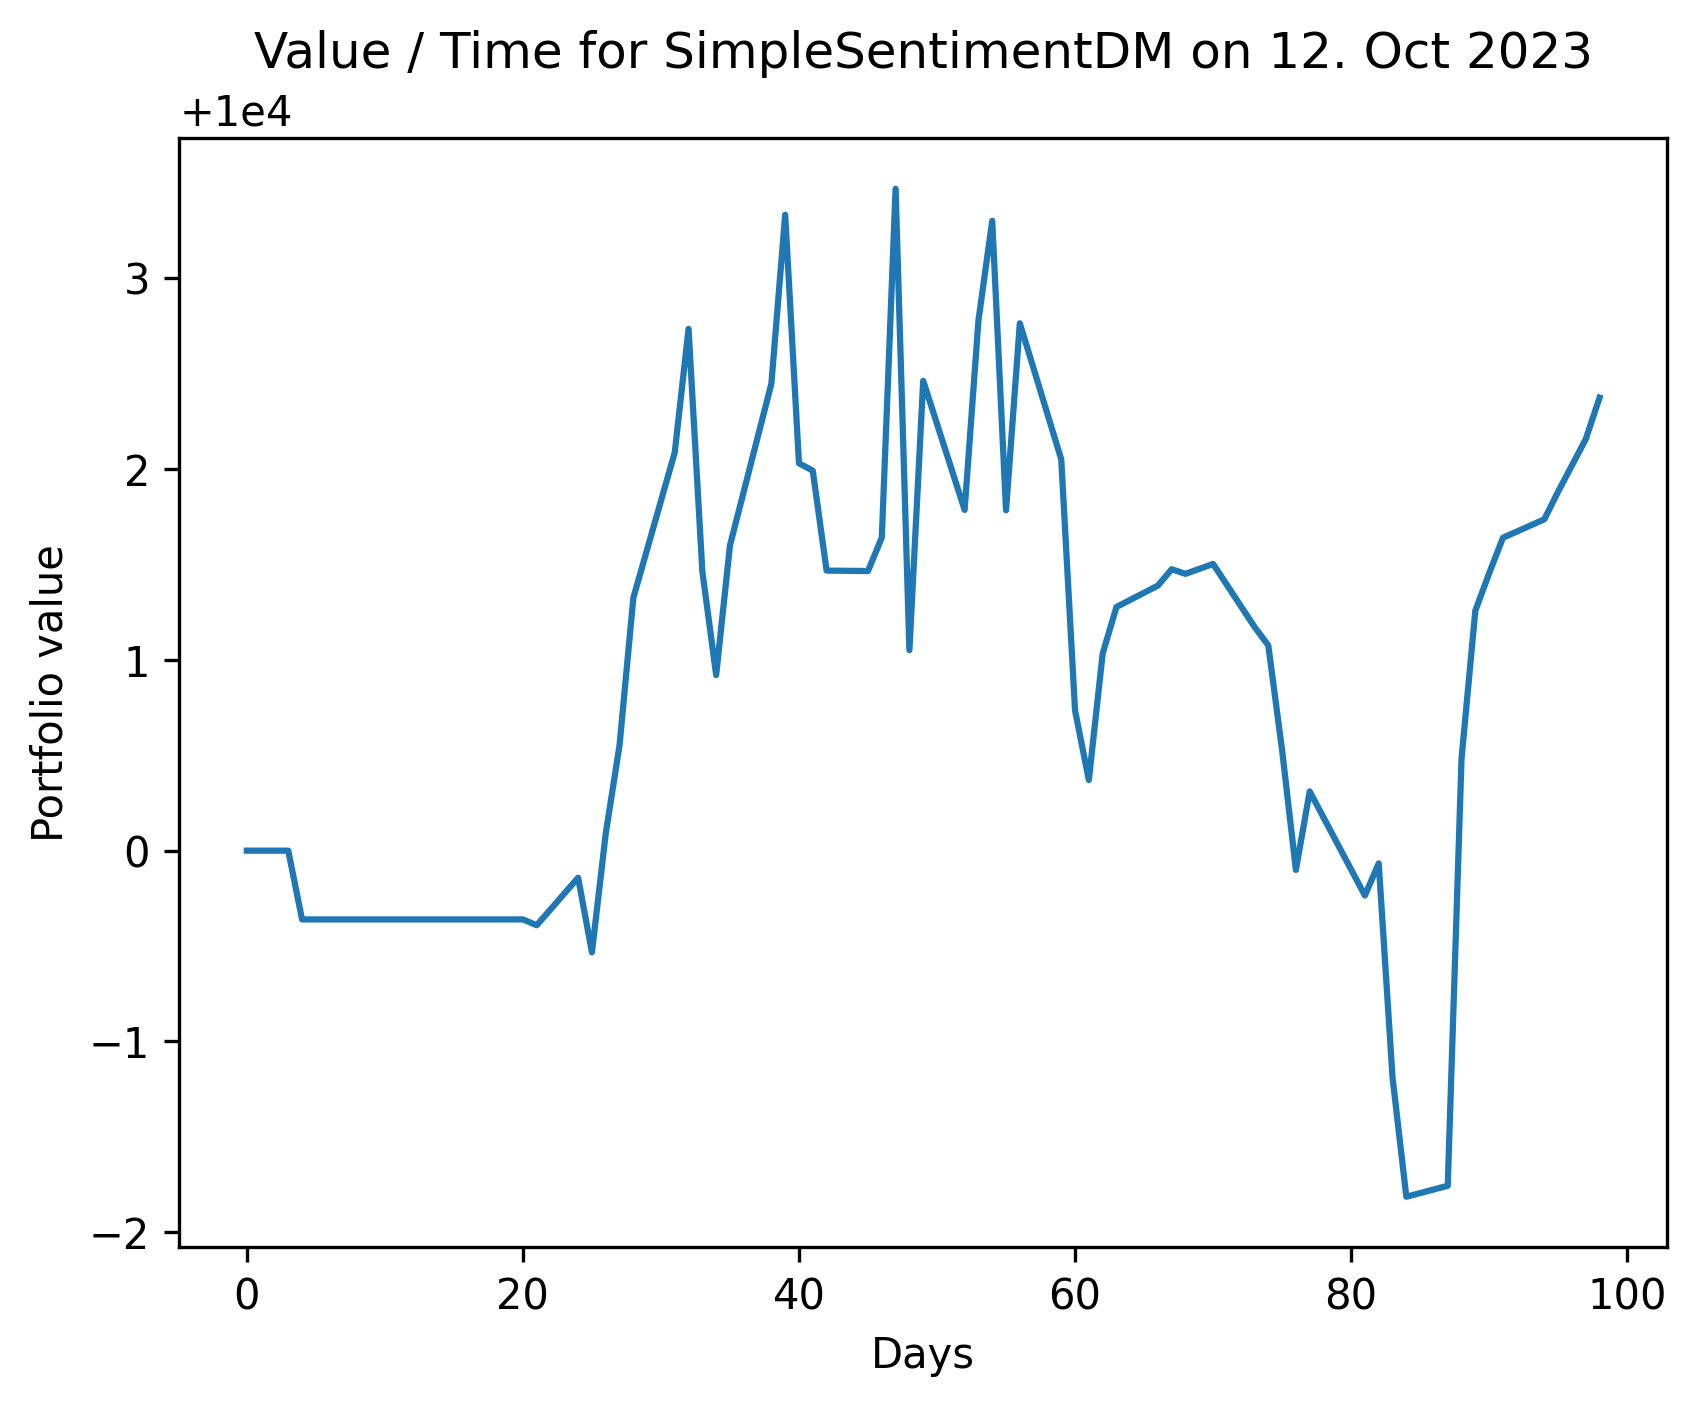 Value / Time for SimpleSentimentDM on 12. Oct 2023
+1e4
3
2
1
0
−1
−2
Portfolio value
0 20 40 60 80 100
Days